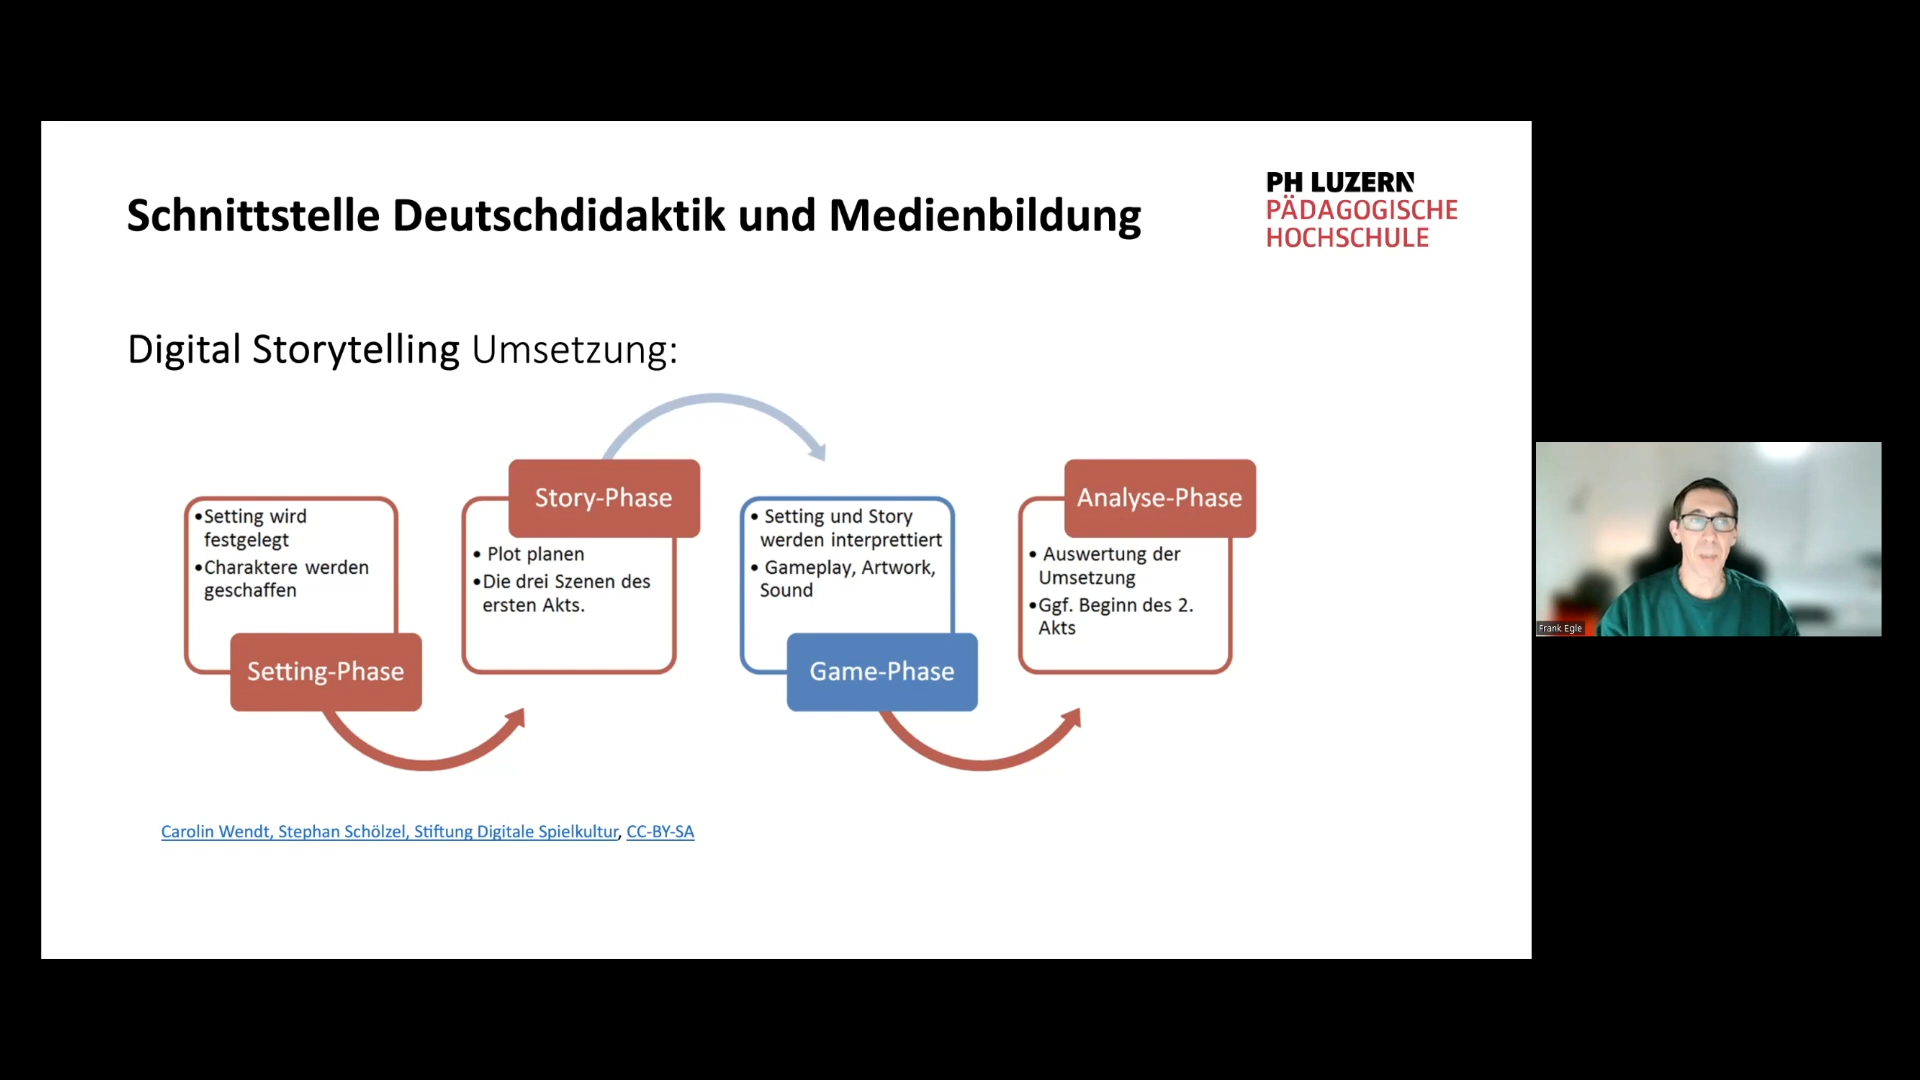 Schnittstelle Deutschdidaktik und Medienbildung
PH LUZERN
PÄDAGOGISCHE
HOCHSCHULE
Digital Storytelling Umsetzung:
•Setting wird
festgelegt
•Charaktere werden
geschaffen
Setting-Phase
Story-Phase
• Plot planen
•Die drei Szenen des
ersten Akts.
• Setting und Story
werden interprettiert
• Gameplay, Artwork,
Sound
Game-Phase
Analyse-Phase
• Auswertung der
Umsetzung
•Ggf. Beginn des 2.
Akts
Carolin Wendt, Stephan Schölzel, Stiftung Digitale Spielkultur, CC-BY-SA
Frank Egle